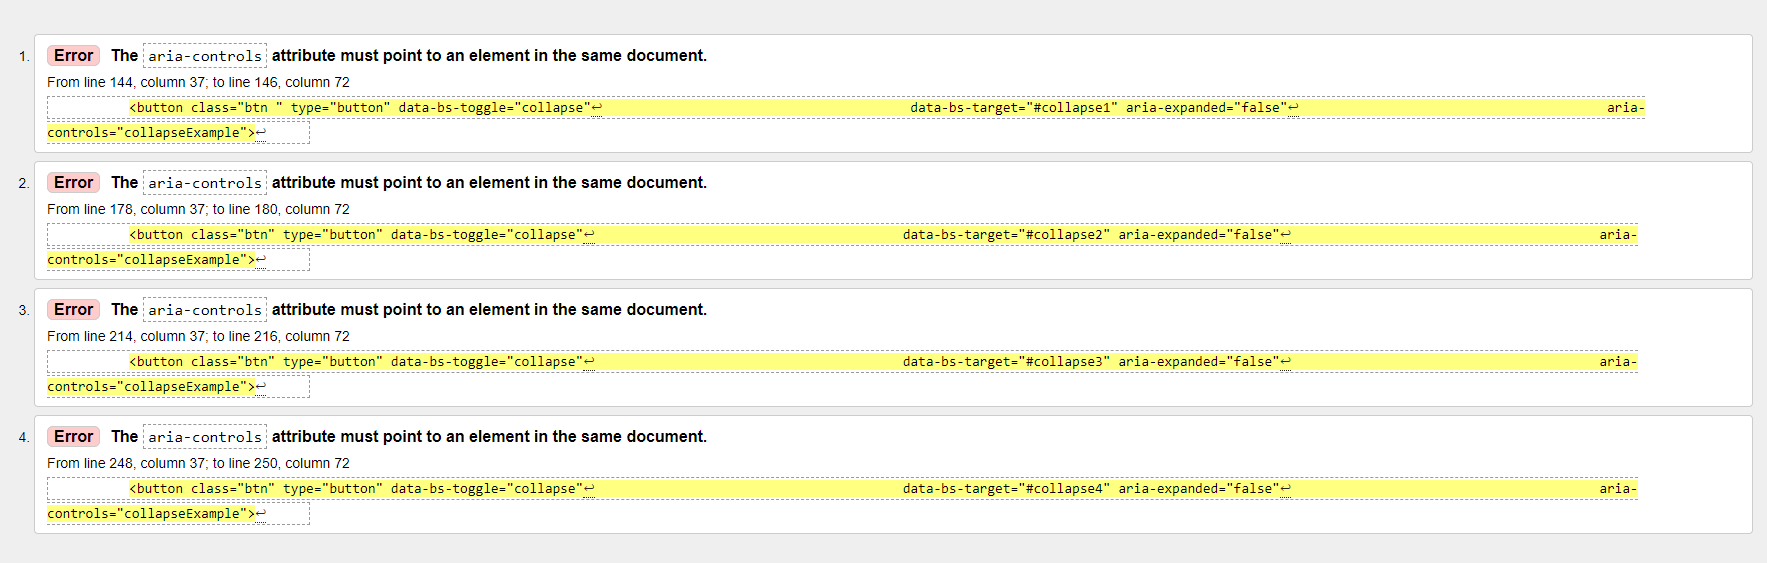 1. Error The aria-controls attribute must point to an element in the same document.
From line 144, column 37; to line 146, column 72
<button class="btn " type="button" data-bs-toggle="collapse"↩ data-bs-target="#collapse1" aria-expanded="false"↩ aria-
controls="collapseExample">↩
2. Error The aria-controls attribute must point to an element in the same document.
From line 178, column 37; to line 180, column 72
<button class="btn" type="button" data-bs-toggle="collapse"↩ data-bs-target="#collapse2" aria-expanded="false"↩ aria-
controls="collapseExample">↩
3. Error The aria-controls attribute must point to an element in the same document.
From line 214, column 37; to line 216, column 72
<button class="btn" type="button" data-bs-toggle="collapse"↩ data-bs-target="#collapse3" aria-expanded="false"↩ aria-
controls="collapseExample">↩
4. Error The aria-controls attribute must point to an element in the same document.
From line 248, column 37; to line 250, column 72
<button class="btn" type="button" data-bs-toggle="collapse"↩ data-bs-target="#collapse4" aria-expanded="false"↩ aria-
controls="collapseExample">↩